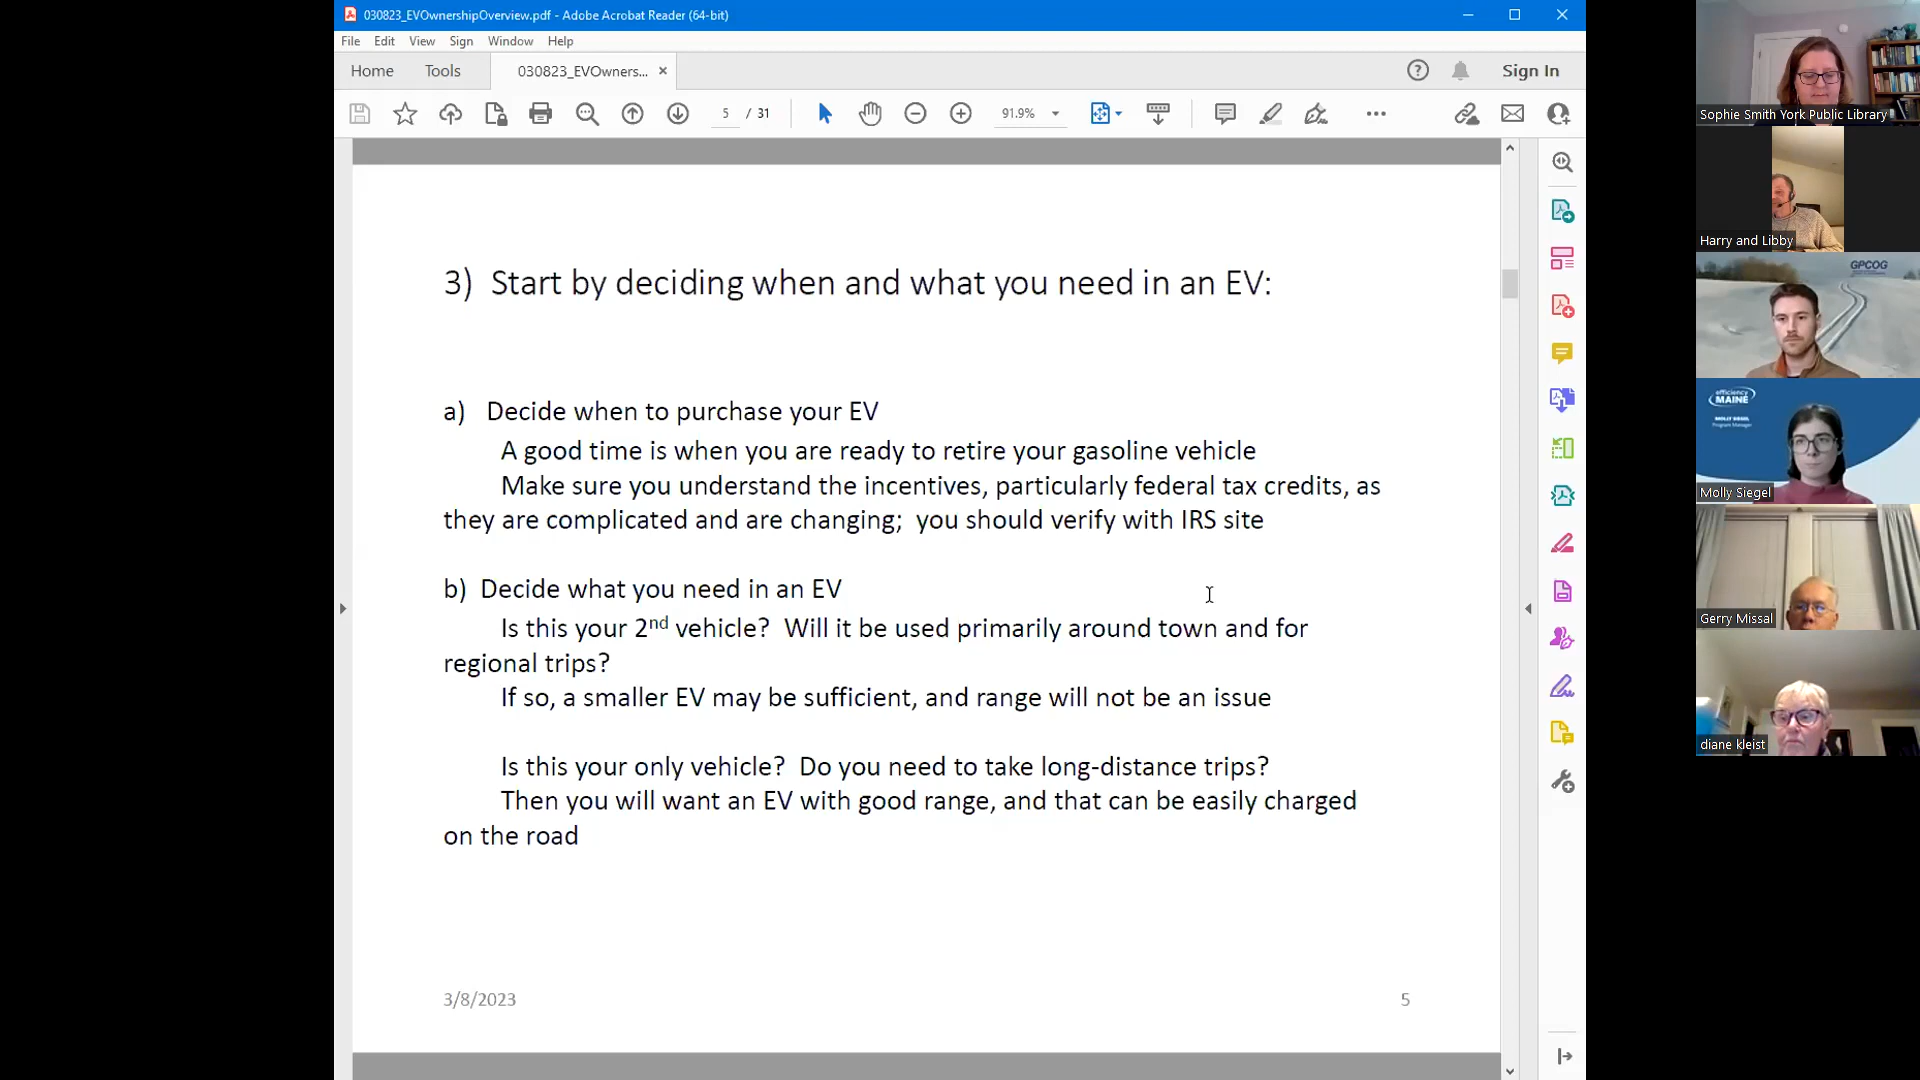 030823_EVOwnershipOverview.pdf - Adobe Acrobat Reader (64-bit)
File Edit View Sign Window Help
Home Tools 030823_EVOwners... Sign In
5 / 31 91.9%
3) Start by deciding when and what you need in an EV:
a) Decide when to purchase your EV
A good time is when you are ready to retire your gasoline vehicle
Make sure you understand the incentives, particularly federal tax credits, as
they are complicated and are changing; you should verify with IRS site
b) Decide what you need in an EV
Is this your 2nd vehicle? Will it be used primarily around town and for
regional trips?
If so, a smaller EV may be sufficient, and range will not be an issue
Is this your only vehicle? Do you need to take long-distance trips?
Then you will want an EV with good range, and that can be easily charged
on the road
3/8/2023 5
Sophie Smith York Public Library
Harry and Libby
GPCOG
efficiency
MAINE
MOLLY SIEGEL
Program Manager
Molly Siegel
Gerry Missal
diane kleist